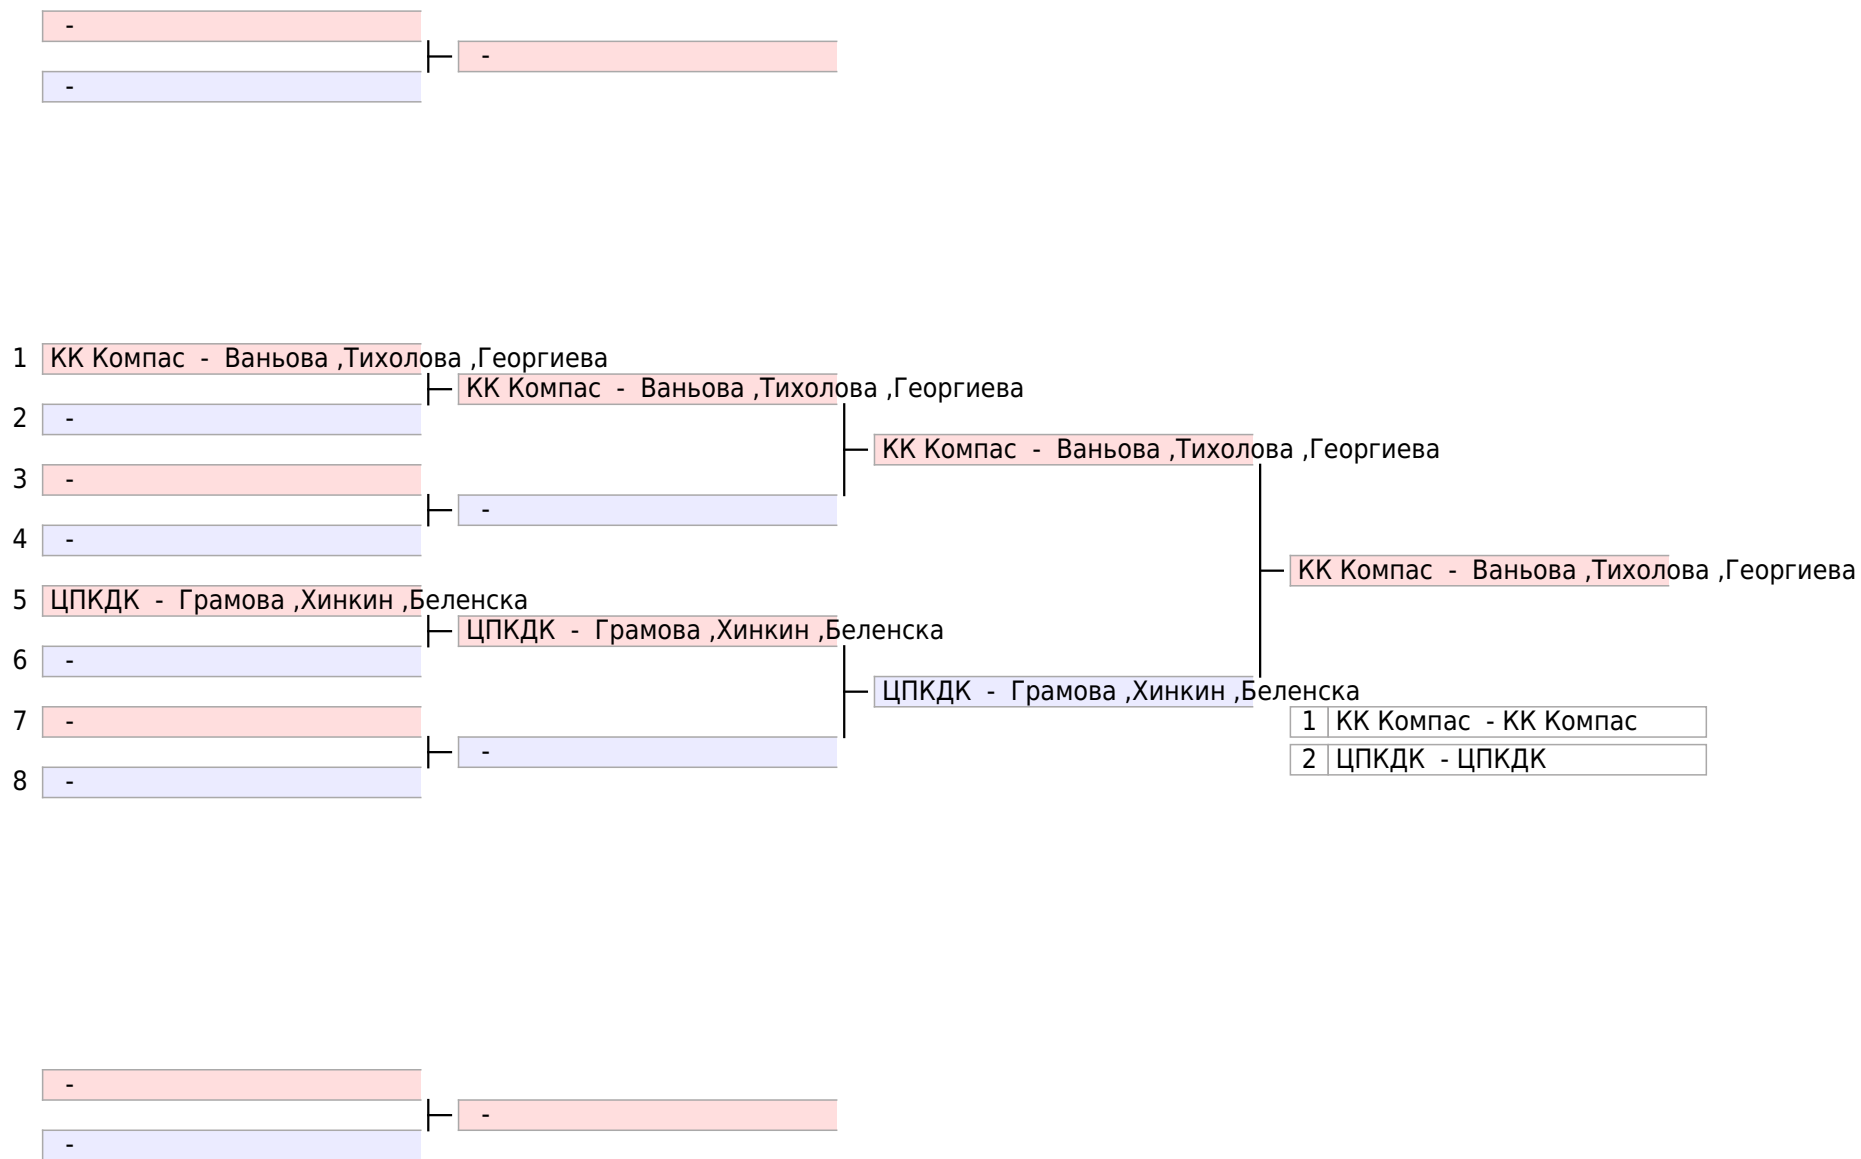 -
-
-
1 КК Компас - Ваньова ,Тихолова ,Георгиева
КК Компас - Ваньова ,Тихолова ,Георгиева
2 -
КК Компас - Ваньова ,Тихолова ,Георгиева
3 -
-
4 -
КК Компас - Ваньова ,Тихолова ,Георгиева
5 ЦПКДК - Грамова ,Хинкин ,Беленска
ЦПКДК - Грамова ,Хинкин ,Беленска
6 -
ЦПКДК - Грамова ,Хинкин ,Беленска
7 -
1 КК Компас - КК Компас
-
2 ЦПКДК - ЦПКДК
8 -
-
-
-